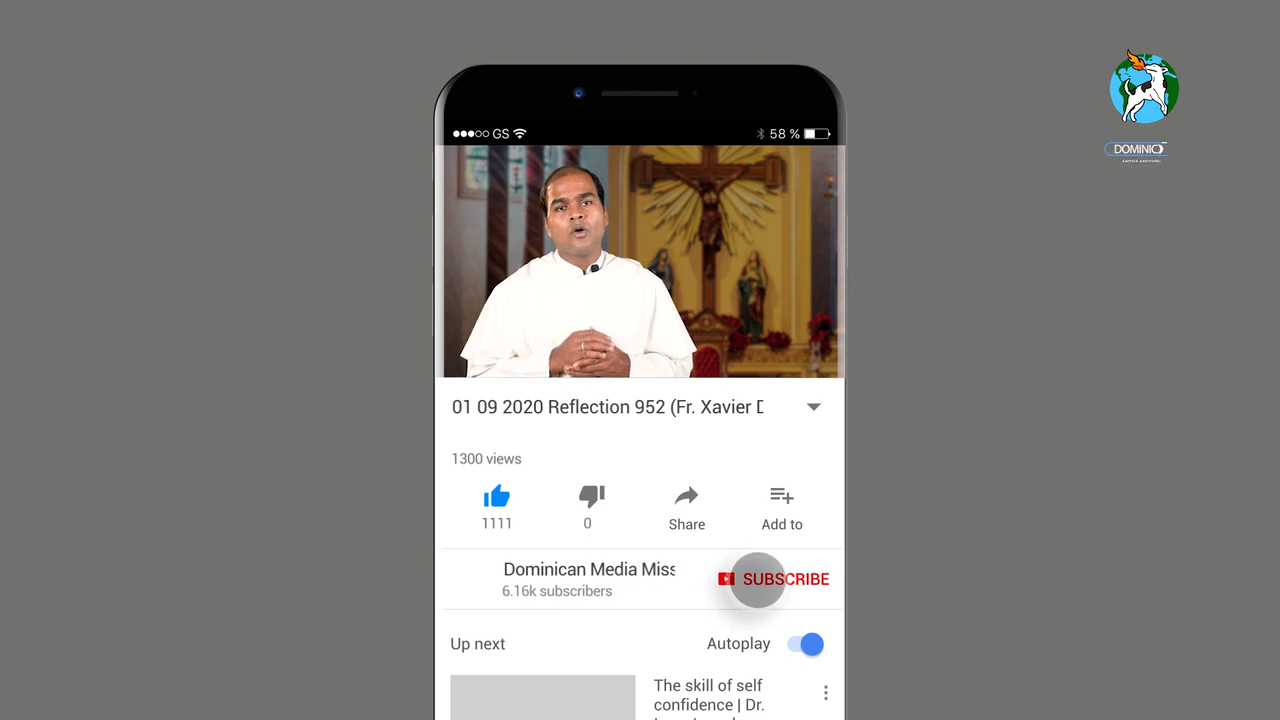 GS
58 %
DOMINIC
01 09 2020 Reflection 952 (Fr. Xavier D
1300 views
1111
0
Share
Add to
Dominican Media Miss
6.16k subscribers
SUBSCRIBE
Up next
Autoplay
The skill of self
confidence | Dr.